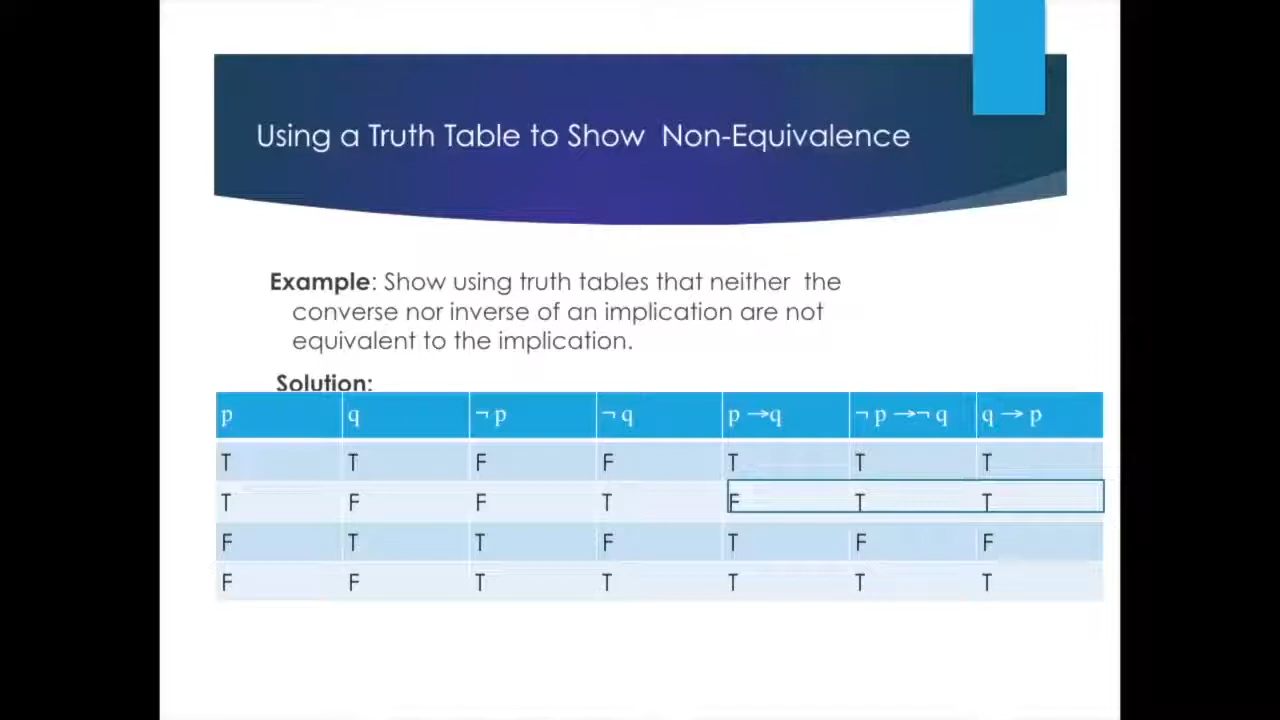 Using a Truth Table to Show Non-Equivalence
Example: Show using truth tables that neither the
converse nor inverse of an implication are not
equivalent to the implication.
Solution:
p q ¬ p ¬ q p →q ¬ p →¬ q q → p
T T F F T T T
T F F T F T T
F T T F T F F
F F T T T T T